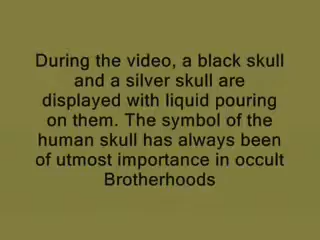 During the video, a black skull
and a silver skull are
displayed with liquid pouring
on them. The symbol of the
human skull has always been
of utmost importance in occult
Brotherhoods